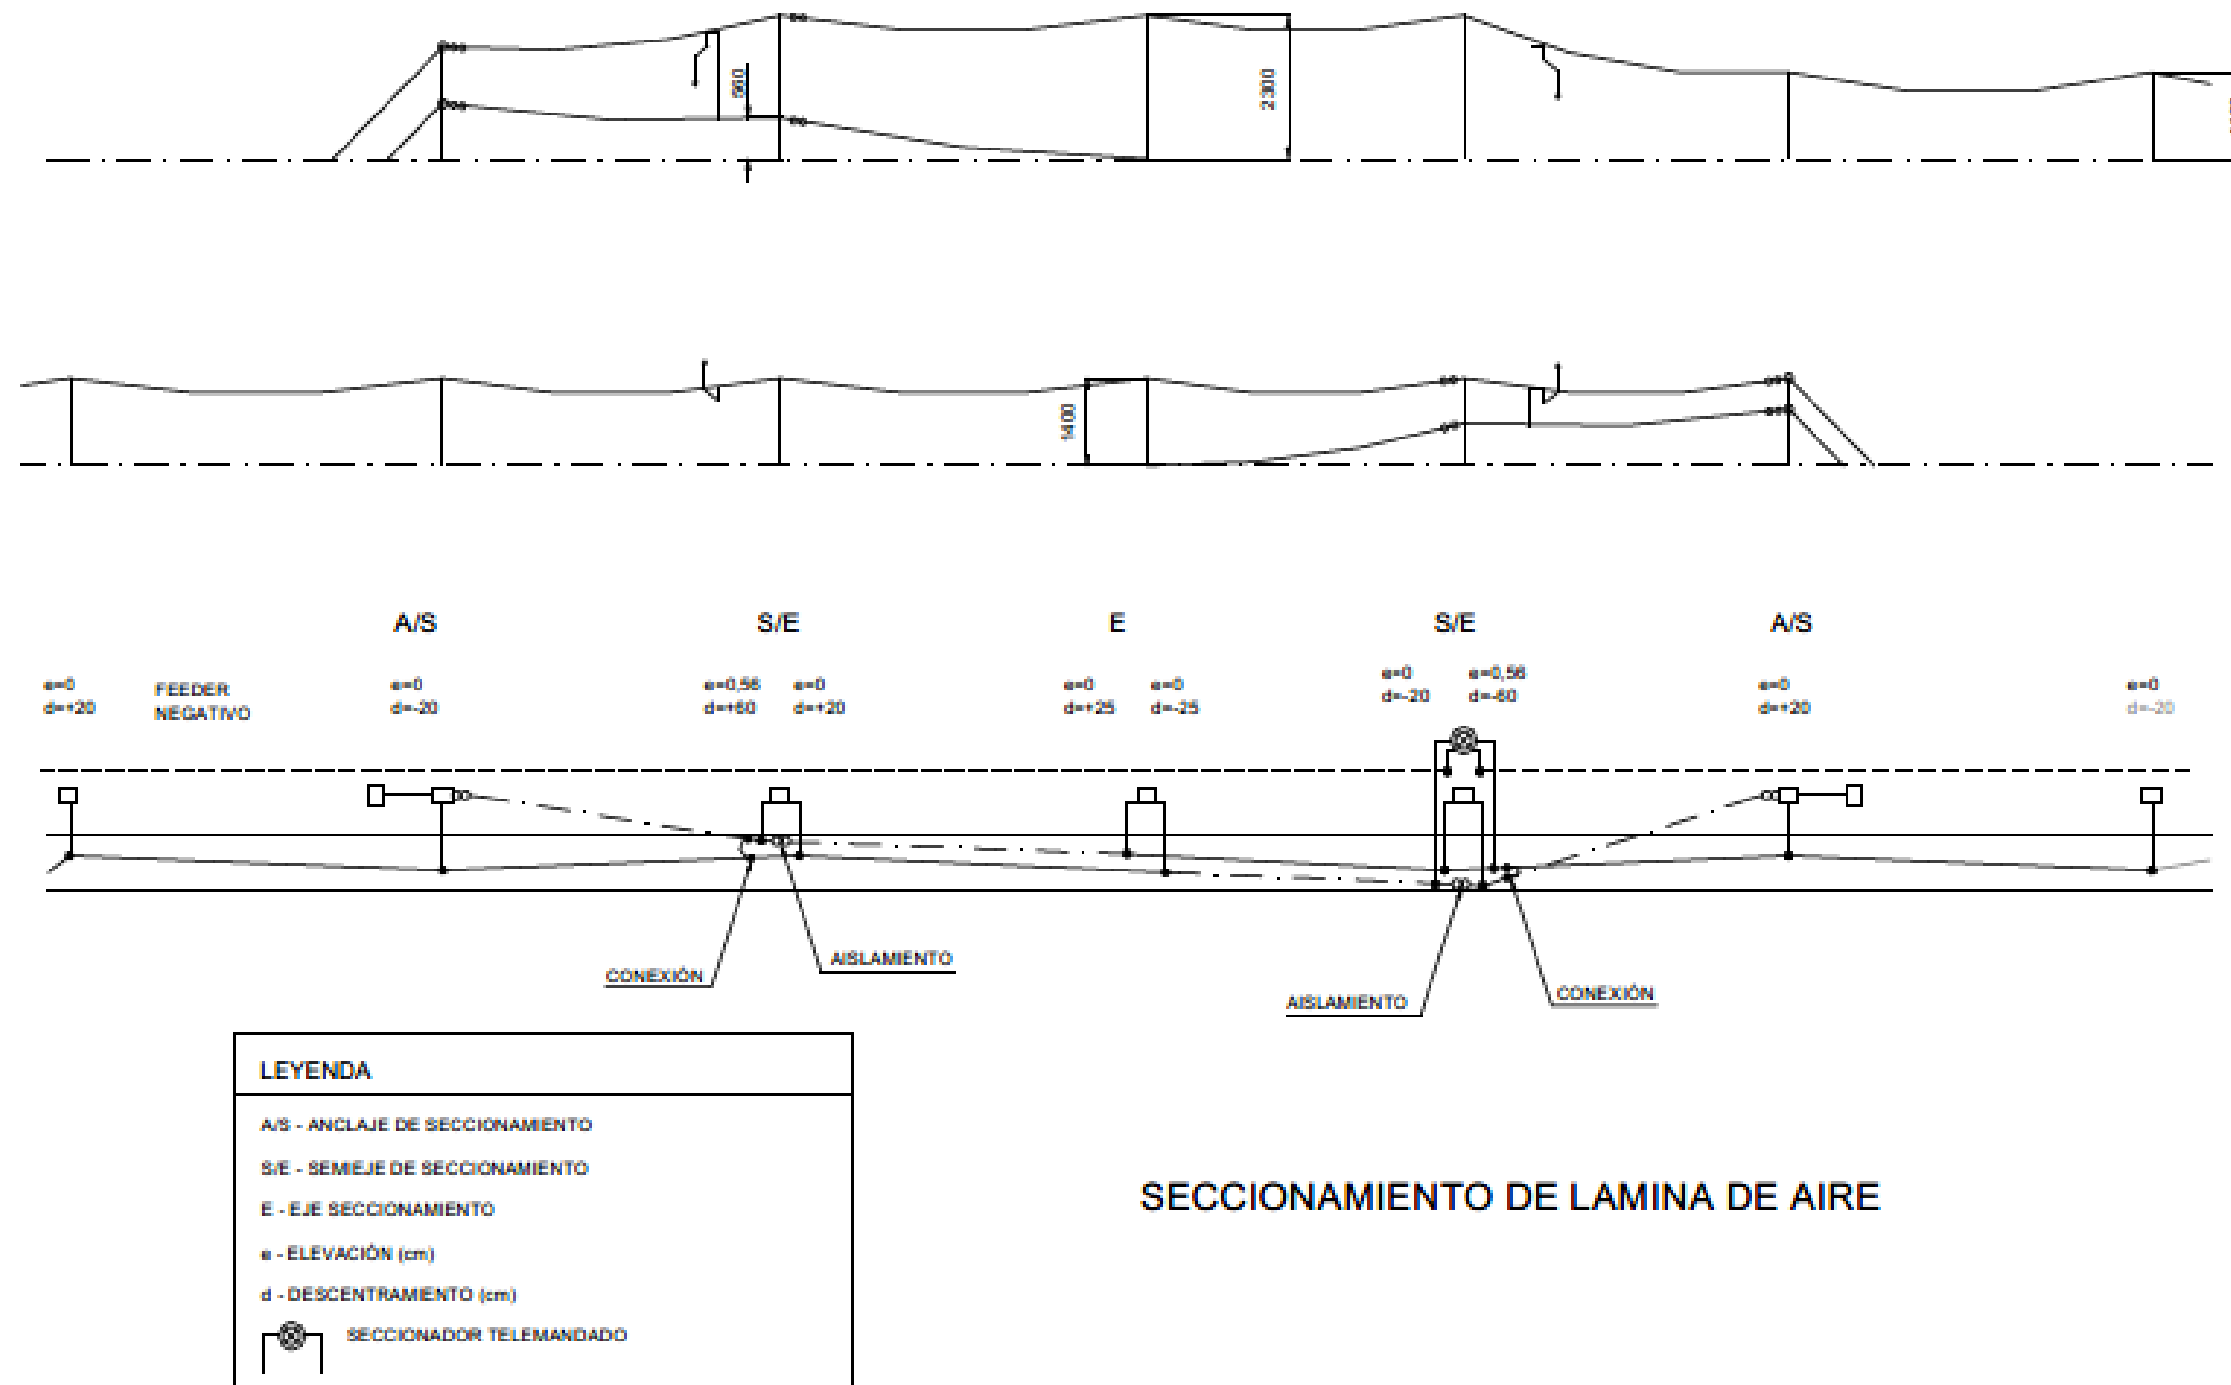 560
2300
1400
A/S S/E E S/E A/S
e=0 FEEDER e=0 e=0,56 e=0 e=0 e=0 e=0 e=0,56 e=0 e=0
d=+20 NEGATIVO d=-20 d=+60 d=+20 d=+25 d=-25 d=-20 d=-60 d=+20 d=-20
CONEXIÓN
AISLAMIENTO
AISLAMIENTO
CONEXIÓN
LEYENDA
A/S - ANCLAJE DE SECCIONAMIENTO
S/E - SEMIEJE DE SECCIONAMIENTO
E - EJE SECCIONAMIENTO
e - ELEVACIÓN (cm)
d - DESCENTRAMIENTO (cm)
SECCIONADOR TELEMANDADO
SECCIONAMIENTO DE LAMINA DE AIRE